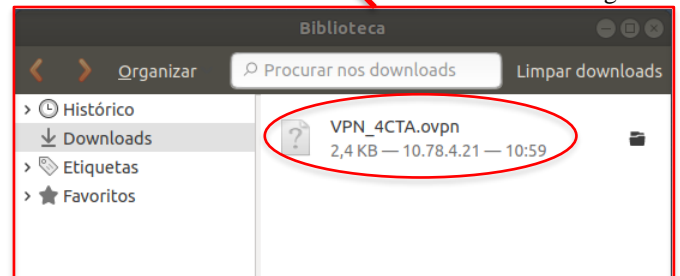 Biblioteca
Organizar
Procurar nos downloads
Limpar downloads
Histórico
Downloads
Etiquetas
Favoritos
VPN_4CTA.ovpn
2,4 KB — 10.78.4.21 — 10:59